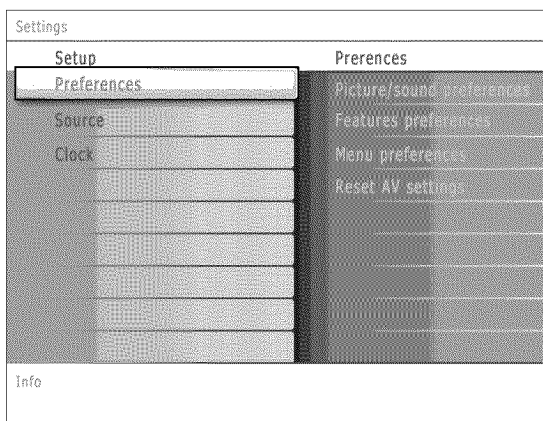 Settings
Setup
Prerences
Preferences
Picture/sound preferences
Source
Features preferences
Clock
Menu preferences
Reset AV settings
Info